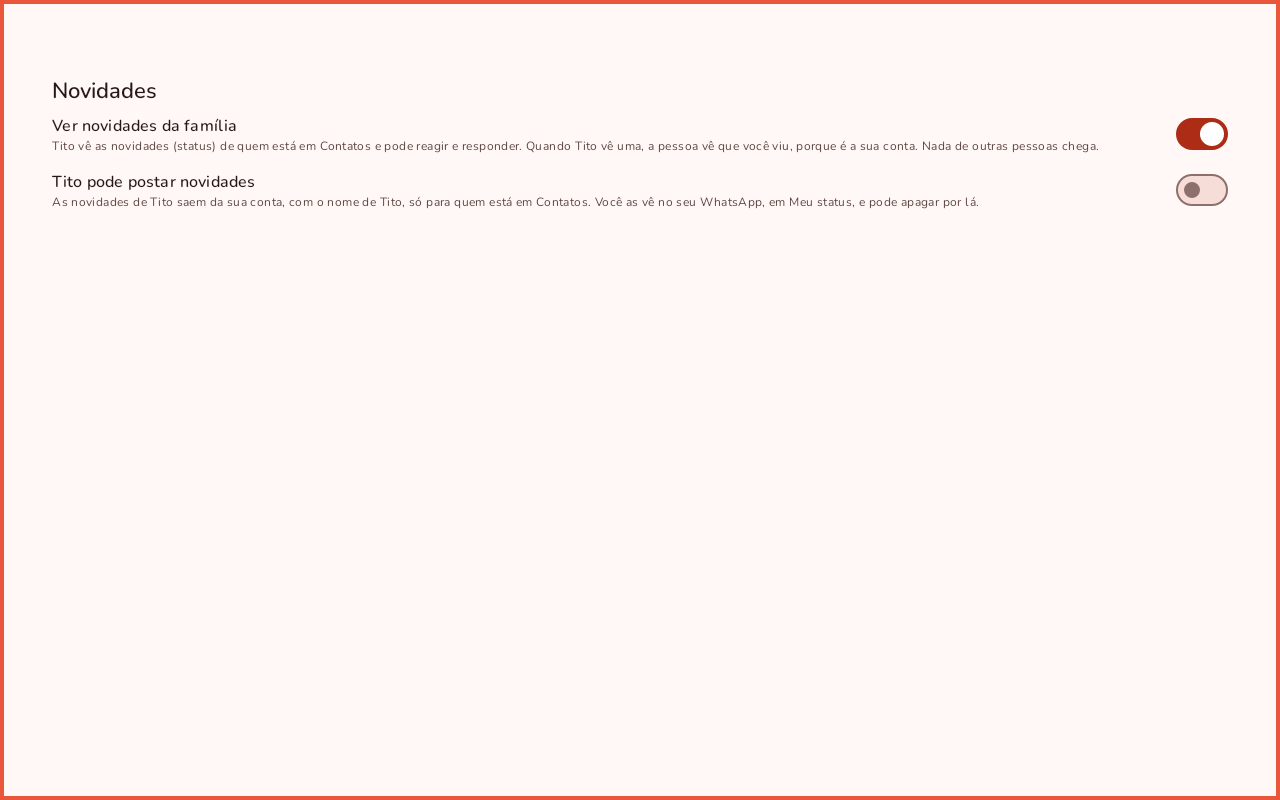 Novidades
Ver novidades da família
Tito vê as novidades (status) de quem está em Contatos e pode reagir e responder. Quando Tito vê uma, a pessoa vê que você viu, porque é a sua conta. Nada de outras pessoas chega.
Tito pode postar novidades
As novidades de Tito saem da sua conta, com o nome de Tito, só para quem está em Contatos. Você as vê no seu WhatsApp, em Meu status, e pode apagar por lá.